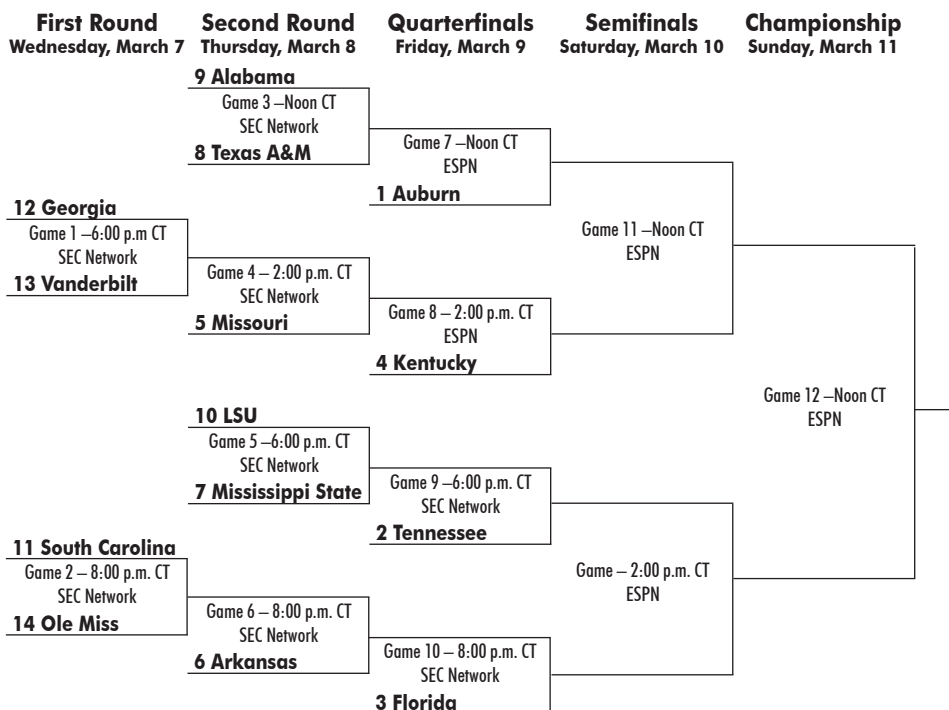 First Round
Wednesday, March 7
Second Round
Thursday, March 8
Quarterfinals
Friday, March 9
Semifinals
Saturday, March 10
Championship
Sunday, March 11
9 Alabama
Game 3 –Noon CT
SEC Network
8 Texas A&M
Game 7 –Noon CT
ESPN
1 Auburn
12 Georgia
Game 1 –6:00 p.m CT
SEC Network
13 Vanderbilt
Game 4 – 2:00 p.m. CT
SEC Network
5 Missouri
Game 8 – 2:00 p.m. CT
ESPN
4 Kentucky
Game 11 –Noon CT
ESPN
10 LSU
Game 5 –6:00 p.m. CT
SEC Network
7 Mississippi State
Game 9 –6:00 p.m. CT
SEC Network
2 Tennessee
11 South Carolina
Game 2 – 8:00 p.m. CT
SEC Network
14 Ole Miss
Game 6 – 8:00 p.m. CT
SEC Network
6 Arkansas
Game 10 – 8:00 p.m. CT
SEC Network
3 Florida
Game – 2:00 p.m. CT
ESPN
Game 12 –Noon CT
ESPN